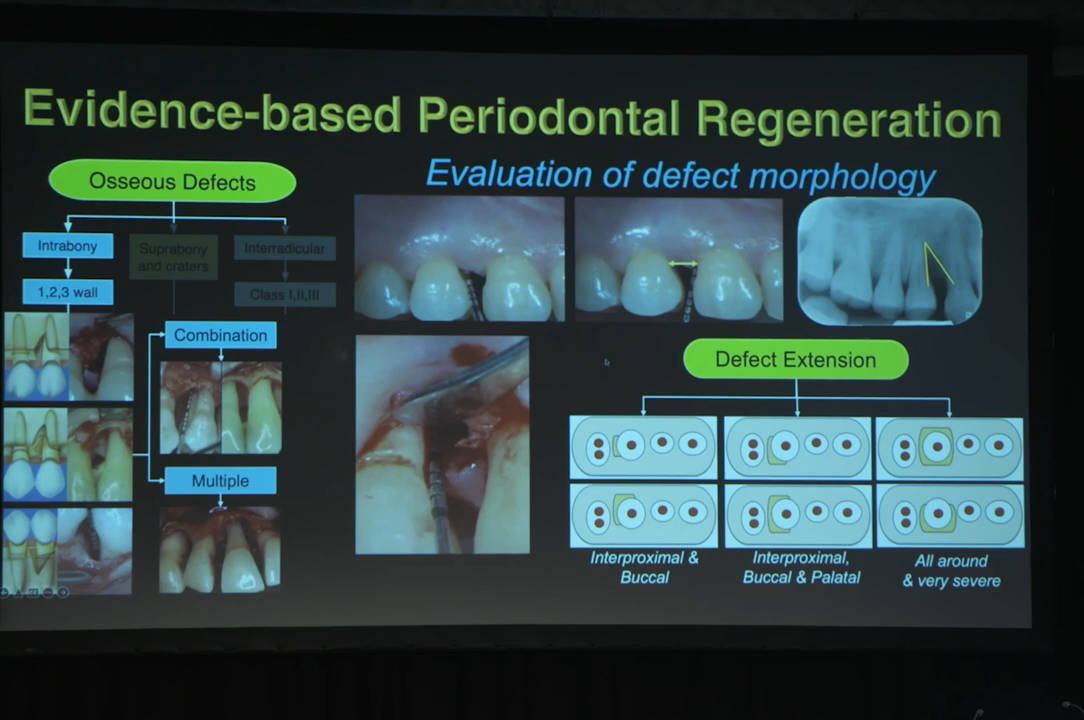 Evidence-based Periodontal Regeneration
Osseous Defects
Evaluation of defect morphology
Intrabony
Suprabony
and craters
Interradicular
1,2,3 wall
Class I,II,III
Combination
Multiple
Defect Extension
Interproximal &
Buccal
Interproximal,
Buccal & Palatal
All around
& very severe